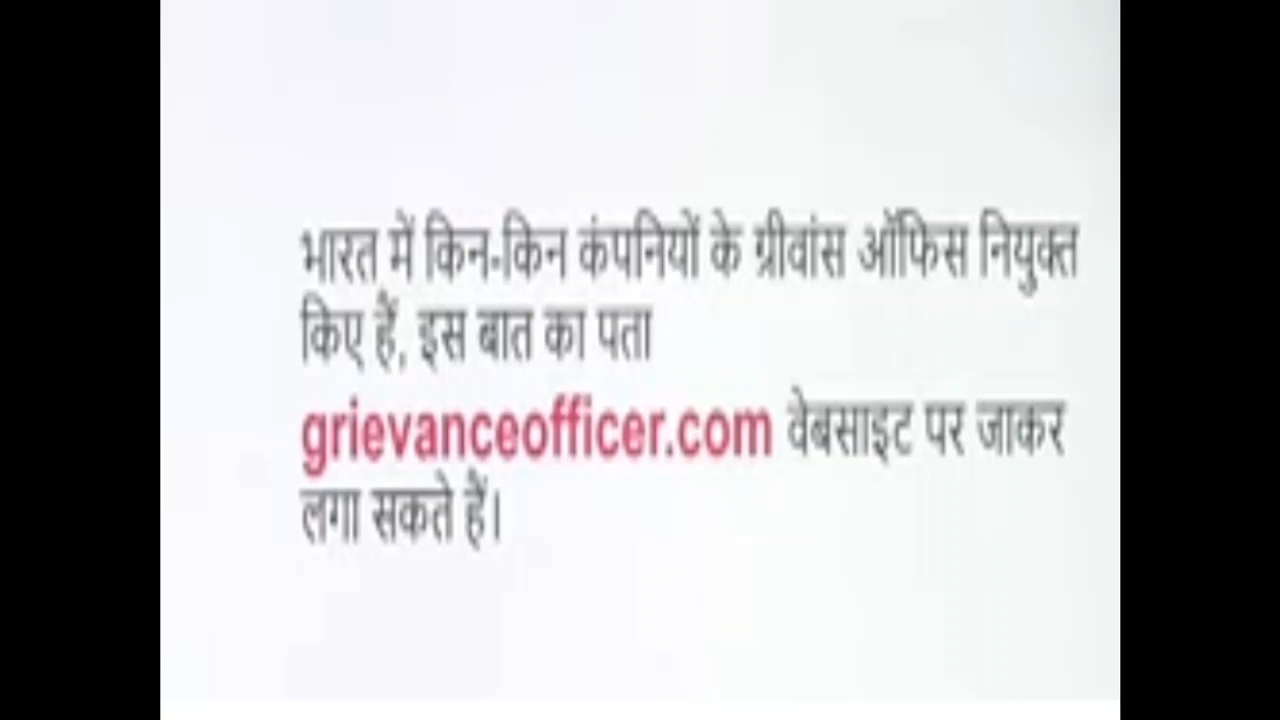 भारत में किन-किन कंपनियों के ग्रीवांस ऑफिस नियुक्त
किए हैं, इस बात का पता
grievanceofficer.com वेबसाइट पर जाकर
लगा सकते हैं।